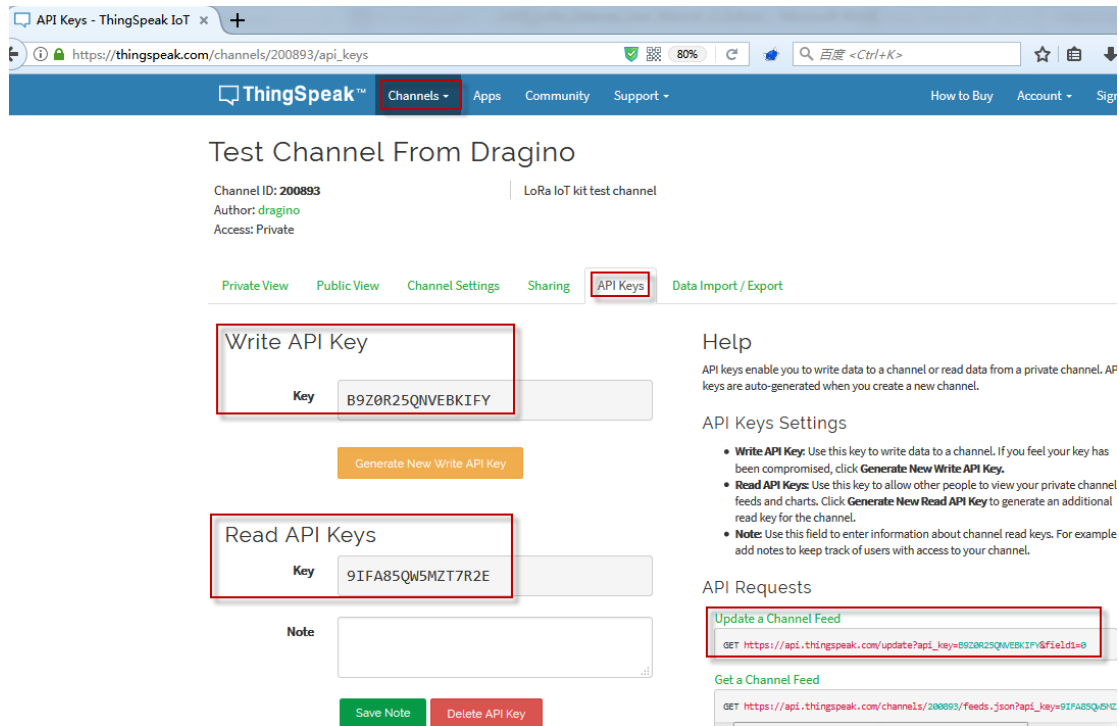 API Keys - ThingSpeak IoT
https://thingspeak.com/channels/200893/api_keys
80%
百度 <Ctrl+K>
ThingSpeak™
Channels
Apps
Community
Support
How to Buy
Account
Sign
Test Channel From Dragino
Channel ID: 200893
LoRa IoT kit test channel
Author: dragino
Access: Private
Private View
Public View
Channel Settings
Sharing
API Keys
Data Import / Export
Write API Key
Key
B9Z0R25QNVEBKIFY
Generate New Write API Key
Read API Keys
Key
9IFA85QW5MZT7R2E
Note
Save Note
Delete API Key
Help
API keys enable you to write data to a channel or read data from a private channel. AP
keys are auto-generated when you create a new channel.
API Keys Settings
• Write API Key: Use this key to write data to a channel. If you feel your key has
been compromised, click Generate New Write API Key.
• Read API Keys: Use this key to allow other people to view your private channel
feeds and charts. Click Generate New Read API Key to generate an additional
read key for the channel.
• Note: Use this field to enter information about channel read keys. For example
add notes to keep track of users with access to your channel.
API Requests
Update a Channel Feed
GET https://api.thingspeak.com/update?api_key=B9Z0R25QNVEBKIFY&field1=0
Get a Channel Feed
GET https://api.thingspeak.com/channels/200893/feeds.json?api_key=9IFA85QW5MZ